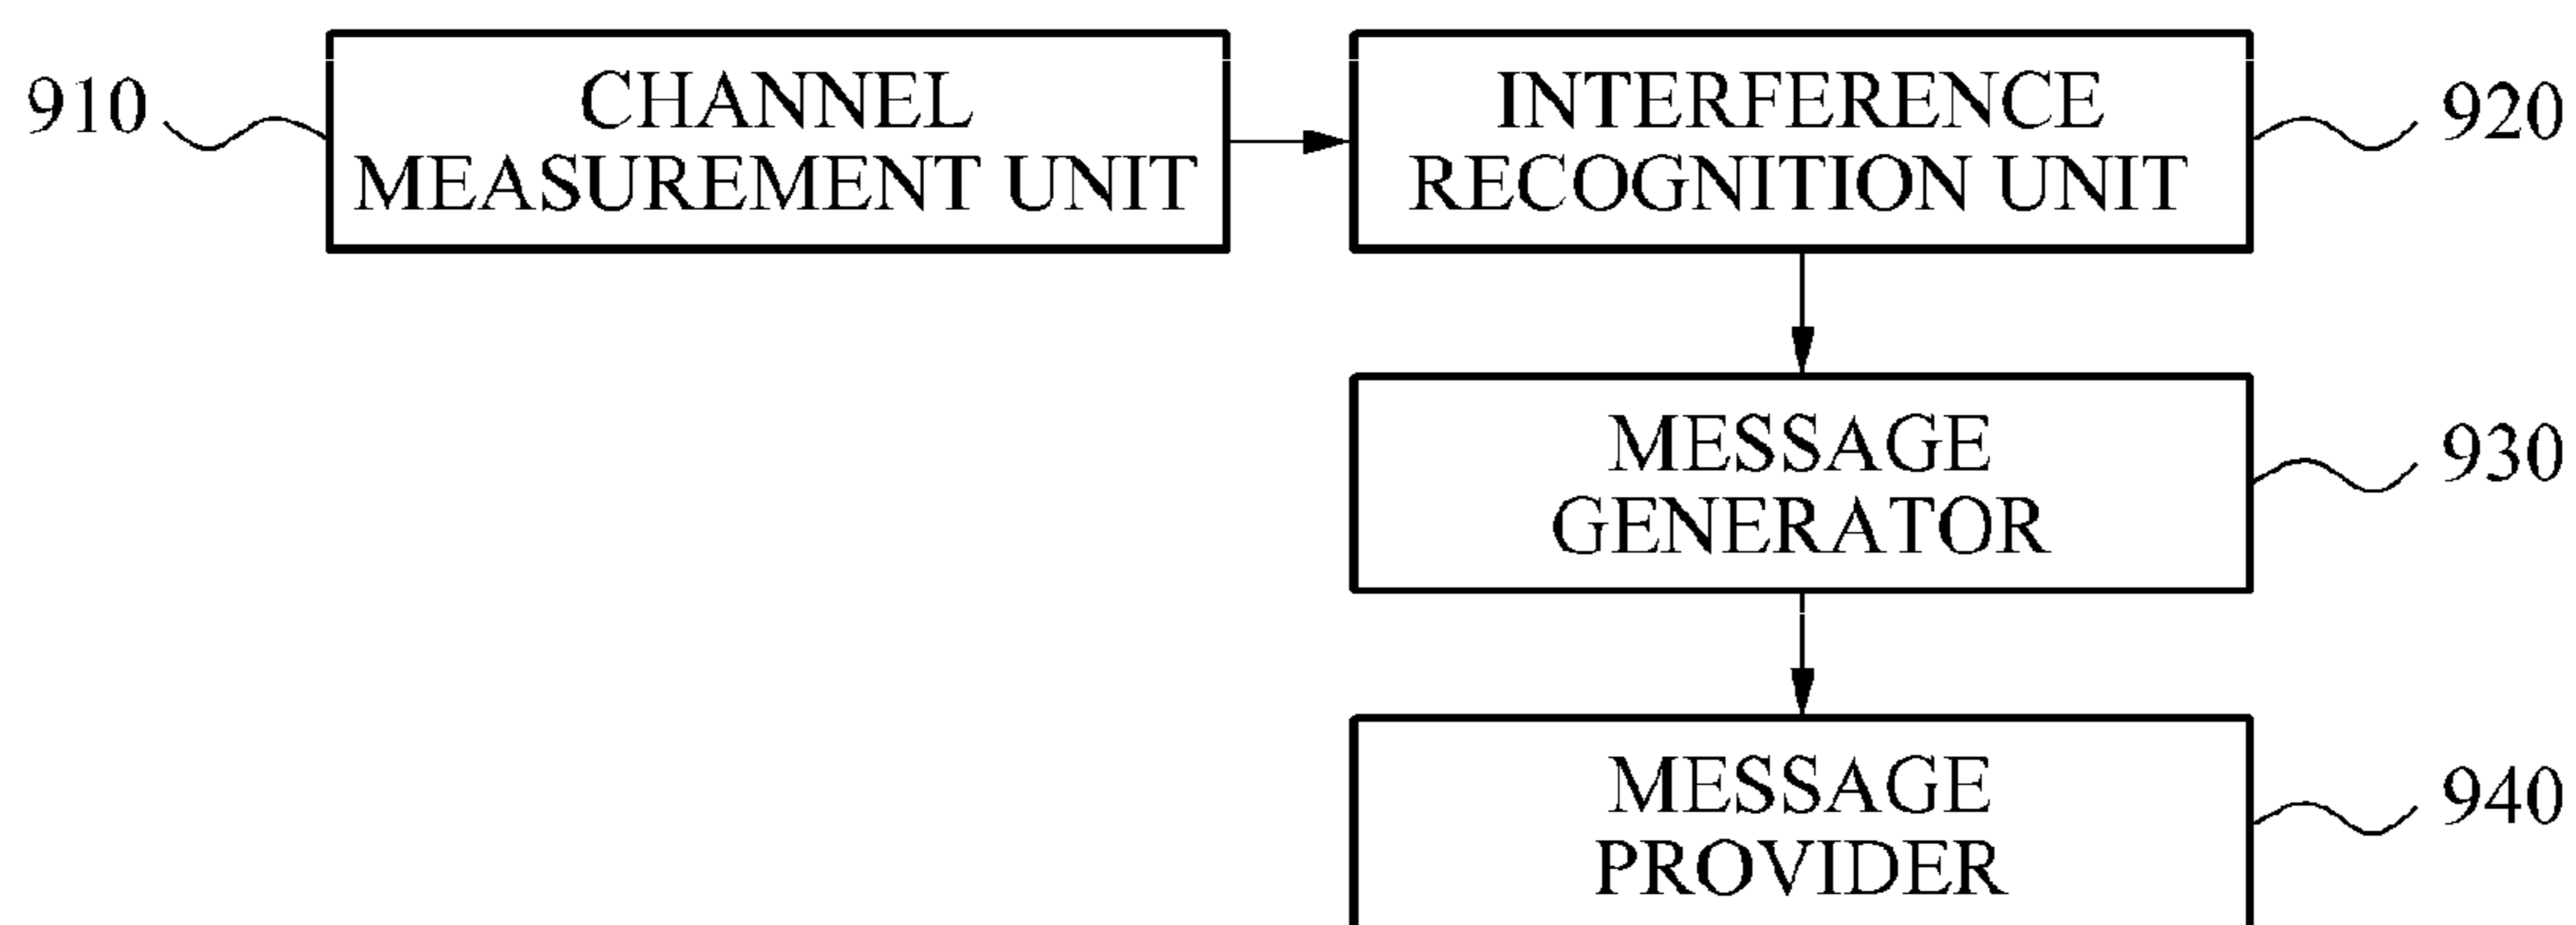 910
CHANNEL
MEASUREMENT UNIT
INTERFERENCE
RECOGNITION UNIT
920
MESSAGE
GENERATOR
930
MESSAGE
PROVIDER
940